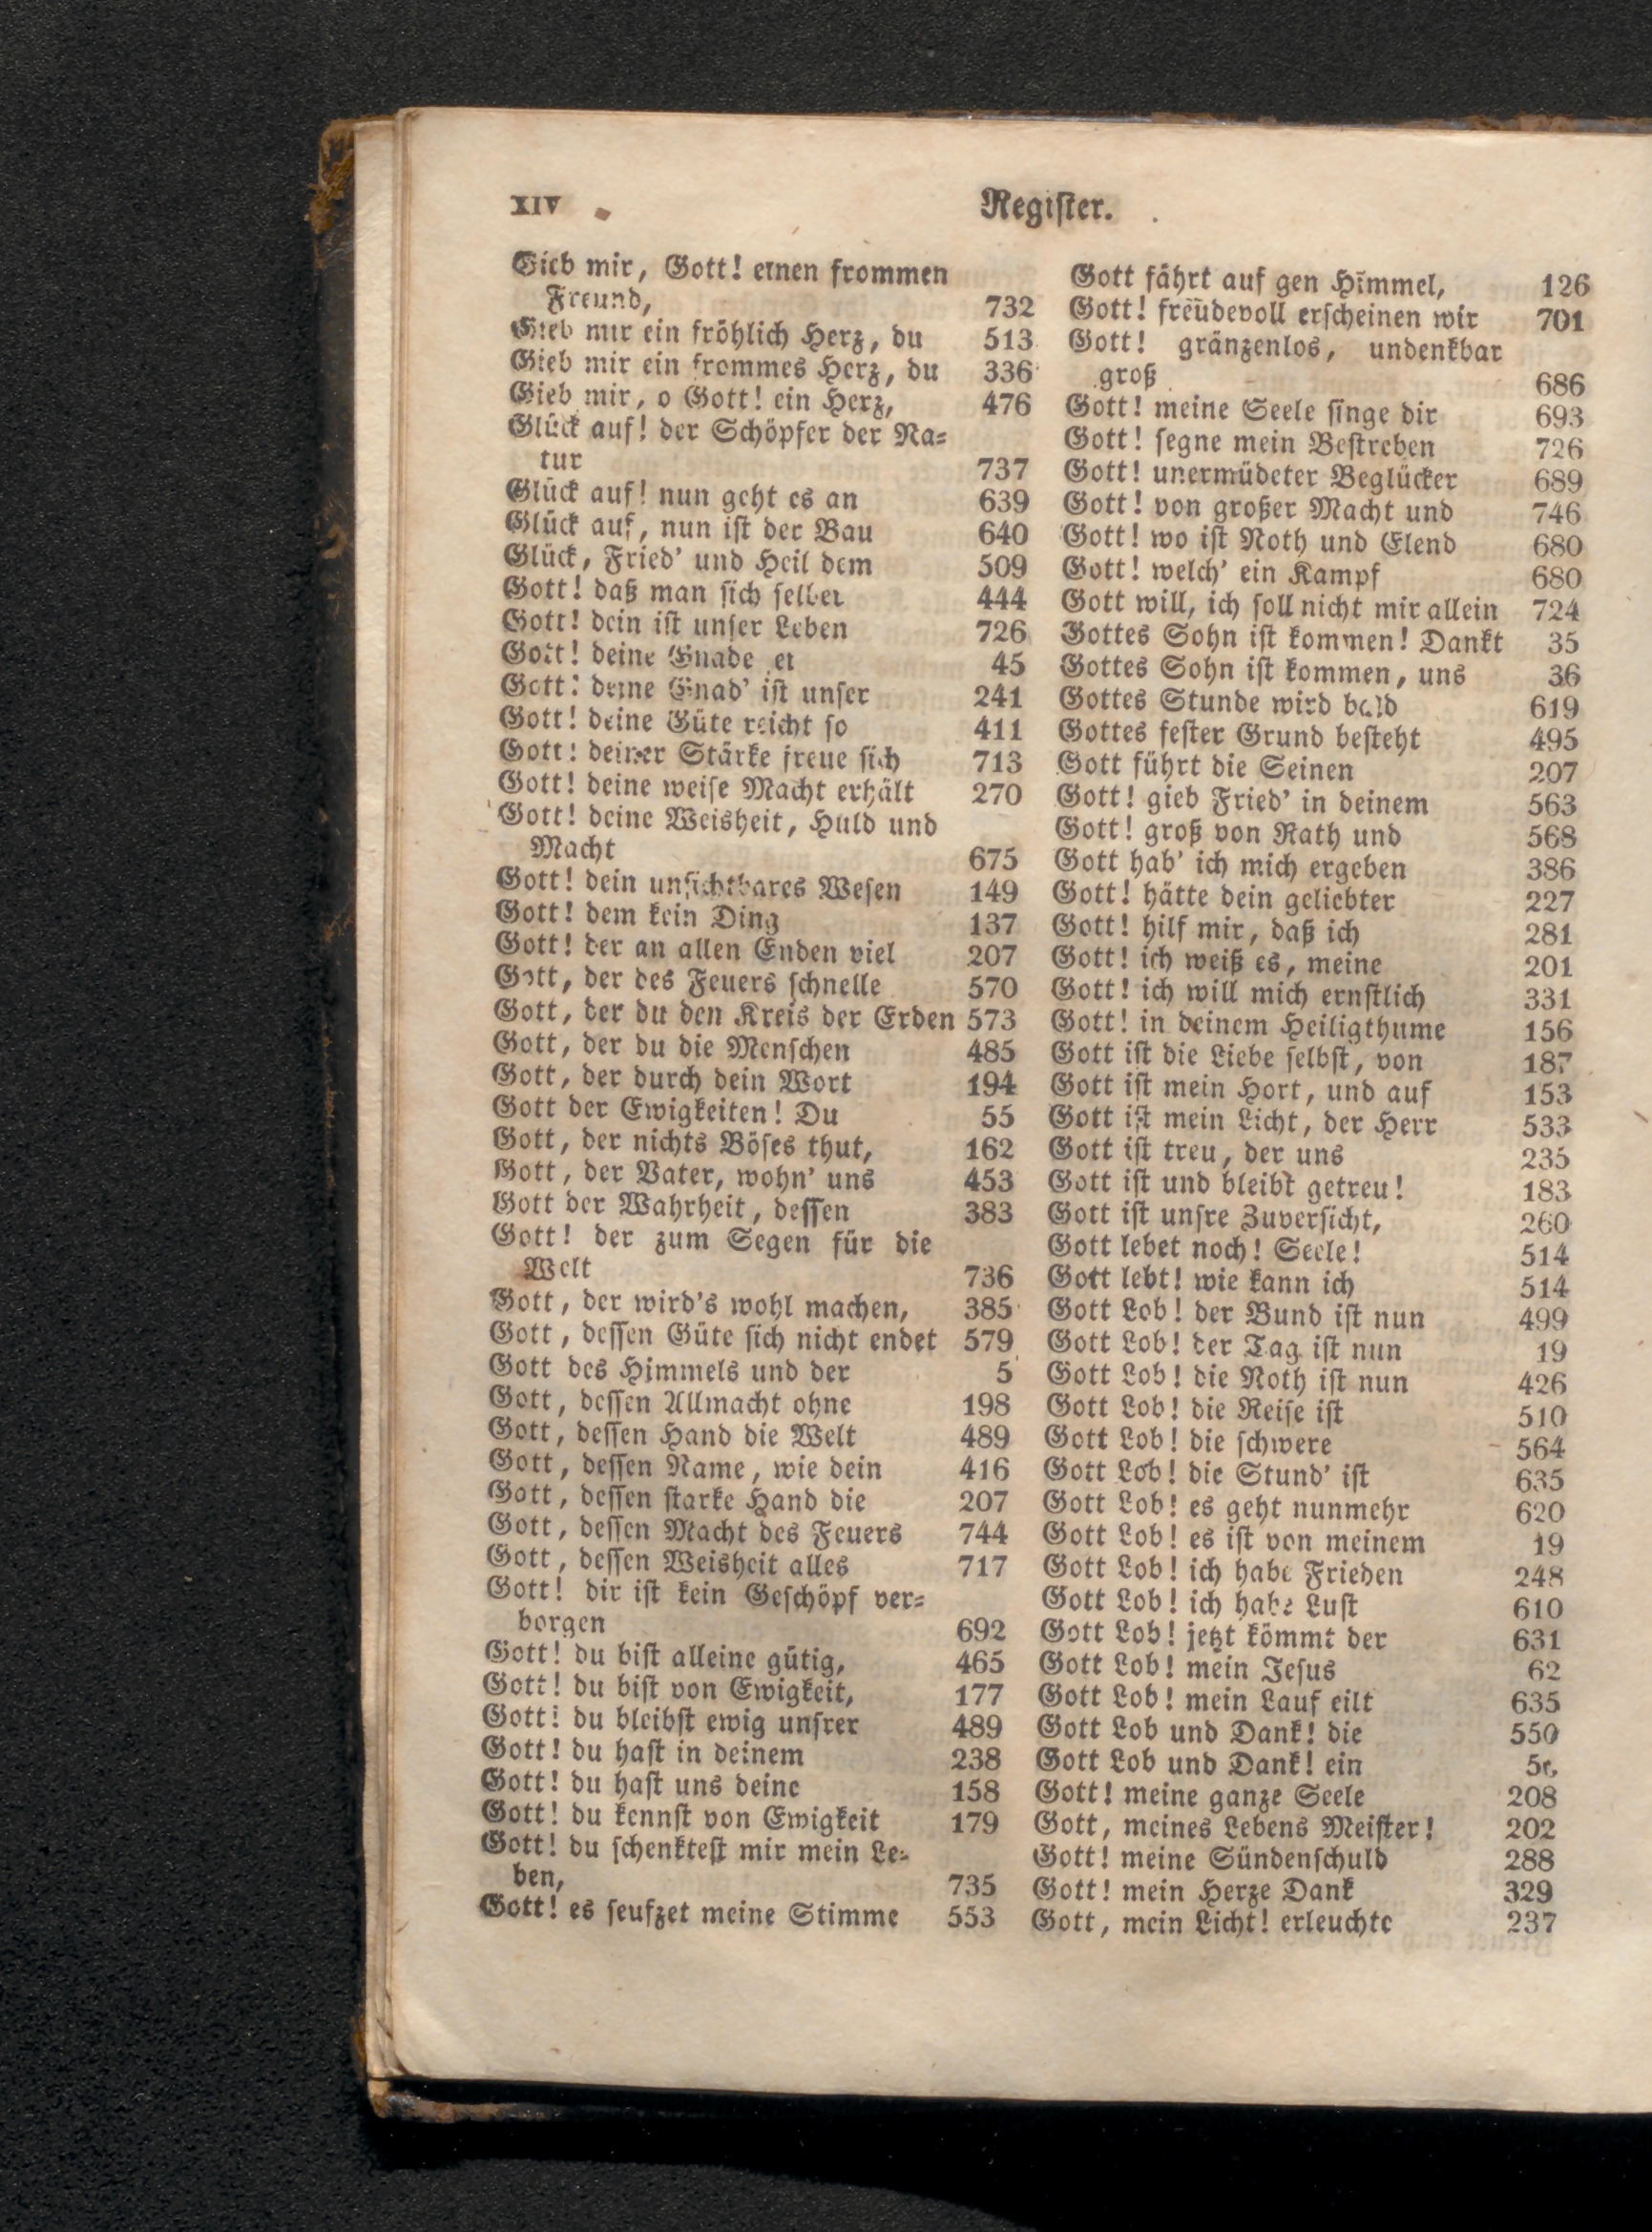 XIV
Register.
Gieb mir, Gott! einen frommen
Freund, 732
Gieb mir ein fröhlich Herz, du 513
Gieb mir ein frommes Herz, du 336
Gieb mir, o Gott! ein Herz, 476
Glück auf! der Schöpfer der Na=
tur 737
Glück auf! nun geht es an 639
Glück auf, nun ist der Bau 640
Glück, Fried' und Heil dem 509
Gott! daß man sich selber 444
Gott! dein ist unser Leben 726
Gott! deine Gnade 45
Gott! deine Gnad' ist unser 241
Gott! deine Güte reicht so 411
Gott! deiner Stärke freue sich 713
Gott! deine weise Macht erhält 270
Gott! deine Weisheit, Huld und
Macht 675
Gott! dein unsichtbares Wesen 149
Gott! dem kein Ding 137
Gott! der an allen Enden viel 207
Gott, der des Feuers schnelle 570
Gott, der du den Kreis der Erden 573
Gott, der du die Menschen 485
Gott, der durch dein Wort 194
Gott der Ewigkeiten! Du 55
Gott, der nichts Böses thut, 162
Gott, der Vater, wohn' uns 453
Gott der Wahrheit, dessen 383
Gott! der zum Segen für die
Welt 736
Gott, der wird's wohl machen, 385
Gott, dessen Güte sich nicht endet 579
Gott des Himmels und der 5
Gott, dessen Allmacht ohne 198
Gott, dessen Hand die Welt 489
Gott, dessen Name, wie dein 416
Gott, dessen starke Hand die 207
Gott, dessen Macht des Feuers 744
Gott, dessen Weisheit alles 717
Gott! dir ist kein Geschöpf ver=
borgen 692
Gott! du bist alleine gütig, 465
Gott! du bist von Ewigkeit, 177
Gott! du bleibst ewig unsrer 489
Gott! du hast in deinem 238
Gott! du hast uns deine 158
Gott! du kennst von Ewigkeit 179
Gott! du schenktest mir mein Le=
ben, 735
Gott! es seufzet meine Stimme 553
Gott fährt auf gen Himmel, 126
Gott! freudevoll erscheinen wir 701
Gott! gränzenlos, undenkbar
groß 686
Gott! meine Seele singe dir 693
Gott! segne mein Bestreben 726
Gott! unermüdeter Beglücker 689
Gott! von großer Macht und 746
Gott! wo ist Noth und Elend 680
Gott! welch' ein Kampf 680
Gott will, ich soll nicht mir allein 724
Gottes Sohn ist kommen! Dankt 35
Gottes Sohn ist kommen, uns 36
Gottes Stunde wird bald 619
Gottes fester Grund besteht 495
Gott führt die Seinen 207
Gott! gieb Fried' in deinem 563
Gott! groß von Rath und 568
Gott hab' ich mich ergeben 386
Gott! hätte dein geliebter 227
Gott! hilf mir, daß ich 281
Gott! ich weiß es, meine 201
Gott! ich will mich ernstlich 331
Gott! in deinem Heiligthume 156
Gott ist die Liebe selbst, von 187
Gott ist mein Hort, und auf 153
Gott ist mein Licht, der Herr 533
Gott ist treu, der uns 235
Gott ist und bleibt getreu! 183
Gott ist unsre Zuversicht, 260
Gott lebet noch! Seele! 514
Gott lebt! wie kann ich 514
Gott Lob! der Bund ist nun 499
Gott Lob! der Tag ist nun 19
Gott Lob! die Noth ist nun 426
Gott Lob! die Reise ist 510
Gott Lob! die schwere 564
Gott Lob! die Stund' ist 635
Gott Lob! es geht nunmehr 620
Gott Lob! es ist von meinem 19
Gott Lob! ich habe Frieden 248
Gott Lob! ich habe Lust 610
Gott Lob! jetzt kömmt der 631
Gott Lob! mein Jesus 62
Gott Lob! mein Lauf eilt 635
Gott Lob und Dank! die 550
Gott Lob und Dank! ein
Gott! meine ganze Seele 208
Gott, meines Lebens Meister! 202
Gott! meine Sündenschuld 288
Gott! mein Herze Dank 329
Gott, mein Licht! erleuchte 237